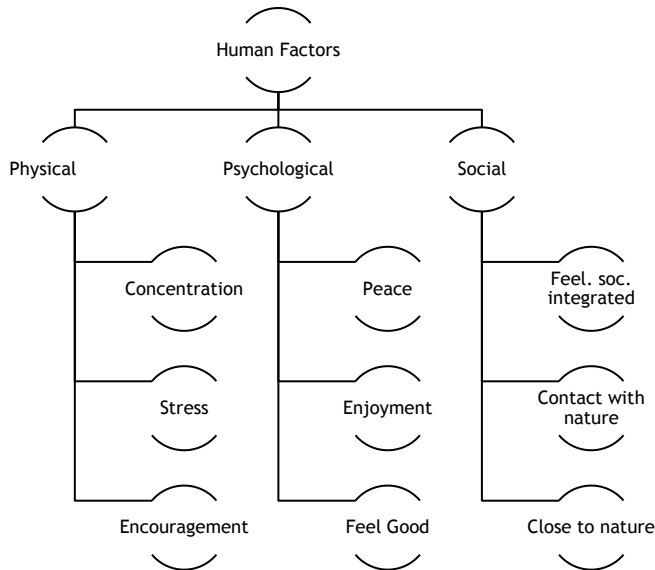 Human Factors
Physical
Psychological
Social
Concentration
Peace
Feel. soc.
integrated
Stress
Enjoyment
Contact with
nature
Encouragement
Feel Good
Close to nature